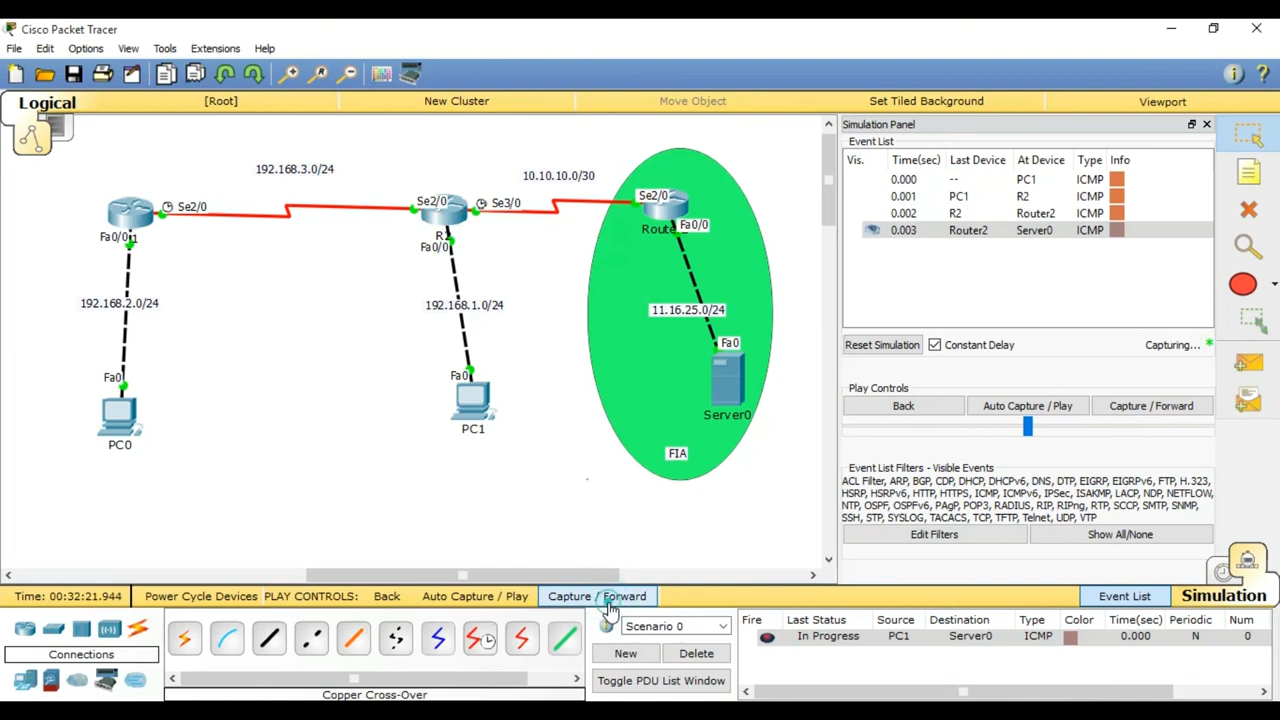 Cisco Packet Tracer
File Edit Options View Tools Extensions Help
Logical [Root] New Cluster Move Object Set Tiled Background Viewport
192.168.3.0/24
10.10.10.0/30
Se2/0
Se2/0
Se3/0
Se2/0
Fa0/0
1
R2
Fa0/0
Fa0/0
192.168.2.0/24
192.168.1.0/24
11.16.25.0/24
Fa0
Fa0
Fa0
PC0
PC1
Server0
FIA
Simulation Panel
Event List
Vis. Time(sec) Last Device At Device Type Info
0.000 -- PC1 ICMP
0.001 PC1 R2 ICMP
0.002 R2 Router2 ICMP
0.003 Router2 Server0 ICMP
Reset Simulation Constant Delay Capturing... *
Play Controls
Back Auto Capture / Play Capture / Forward
Event List Filters - Visible Events
ACL Filter, ARP, BGP, CDP, DHCP, DHCPv6, DNS, DTP, EIGRP, EIGRPv6, FTP, H.323,
HSRP, HSRPv6, HTTP, HTTPS, ICMP, ICMPv6, IPSec, ISAKMP, LACP, NDP, NETFLOW,
NTP, OSPF, OSPFv6, PAgP, POP3, RADIUS, RIP, RIPng, RTP, SCCP, SMTP, SNMP,
SSH, STP, SYSLOG, TACACS, TCP, TFTP, Telnet, UDP, VTP
Edit Filters Show All/None
Time: 00:32:21.944 Power Cycle Devices PLAY CONTROLS: Back Auto Capture / Play Capture / Forward Event List Simulation
Connections
Copper Cross-Over
Scenario 0
New Delete
Toggle PDU List Window
Fire Last Status Source Destination Type Color Time(sec) Periodic Num
In Progress PC1 Server0 ICMP 0.000 N 0